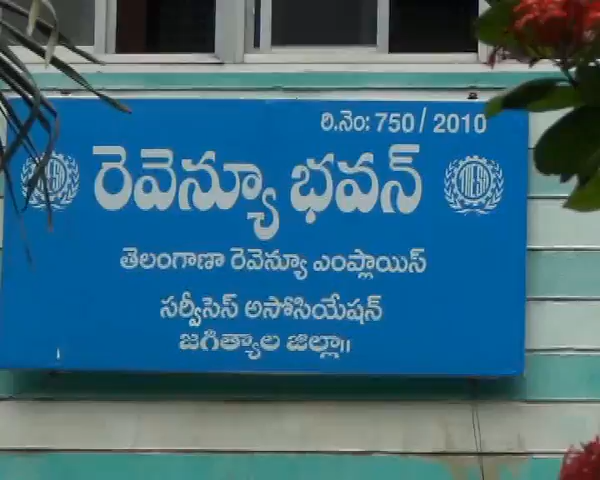 రి.నెం: 750 / 2010
రెవెన్యూ భవన్
తెలంగాణా రెవెన్యూ ఎంప్లాయిస్
సర్వీసెస్ అసోసియేషన్
జగిత్యాల జిల్లా॥